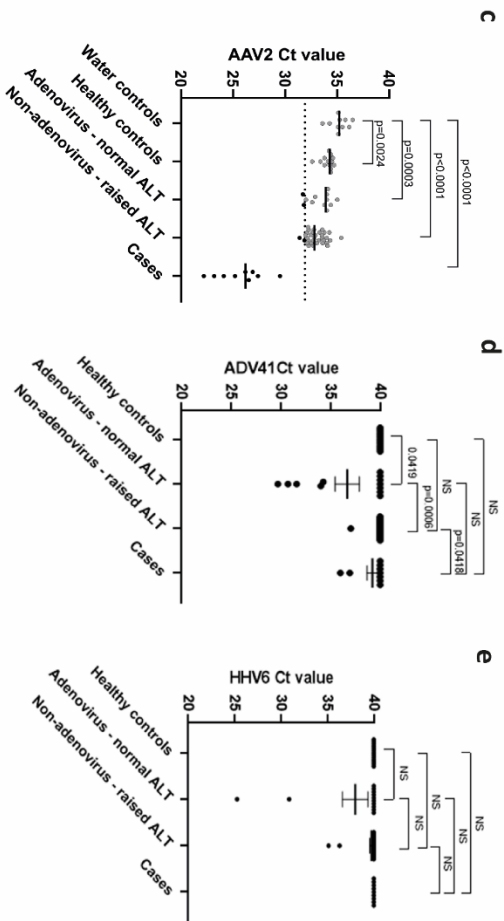 c
AAV2 Ct value
20
25
30
35
40
Water controls
Healthy controls
Adenovirus - normal ALT
Non-adenovirus - raised ALT
Cases
p=0.0024
p=0.0003
p<0.0001
p<0.0001
d
ADV41Ct value
20
25
30
35
40
Healthy controls
Adenovirus - normal ALT
Non-adenovirus - raised ALT
Cases
0.0419
p=0.0006
p=0.0418
NS
NS
NS
e
HHV6 Ct value
20
25
30
35
40
Healthy controls
Adenovirus - normal ALT
Non-adenovirus - raised ALT
Cases
NS
NS
NS
NS
NS
NS